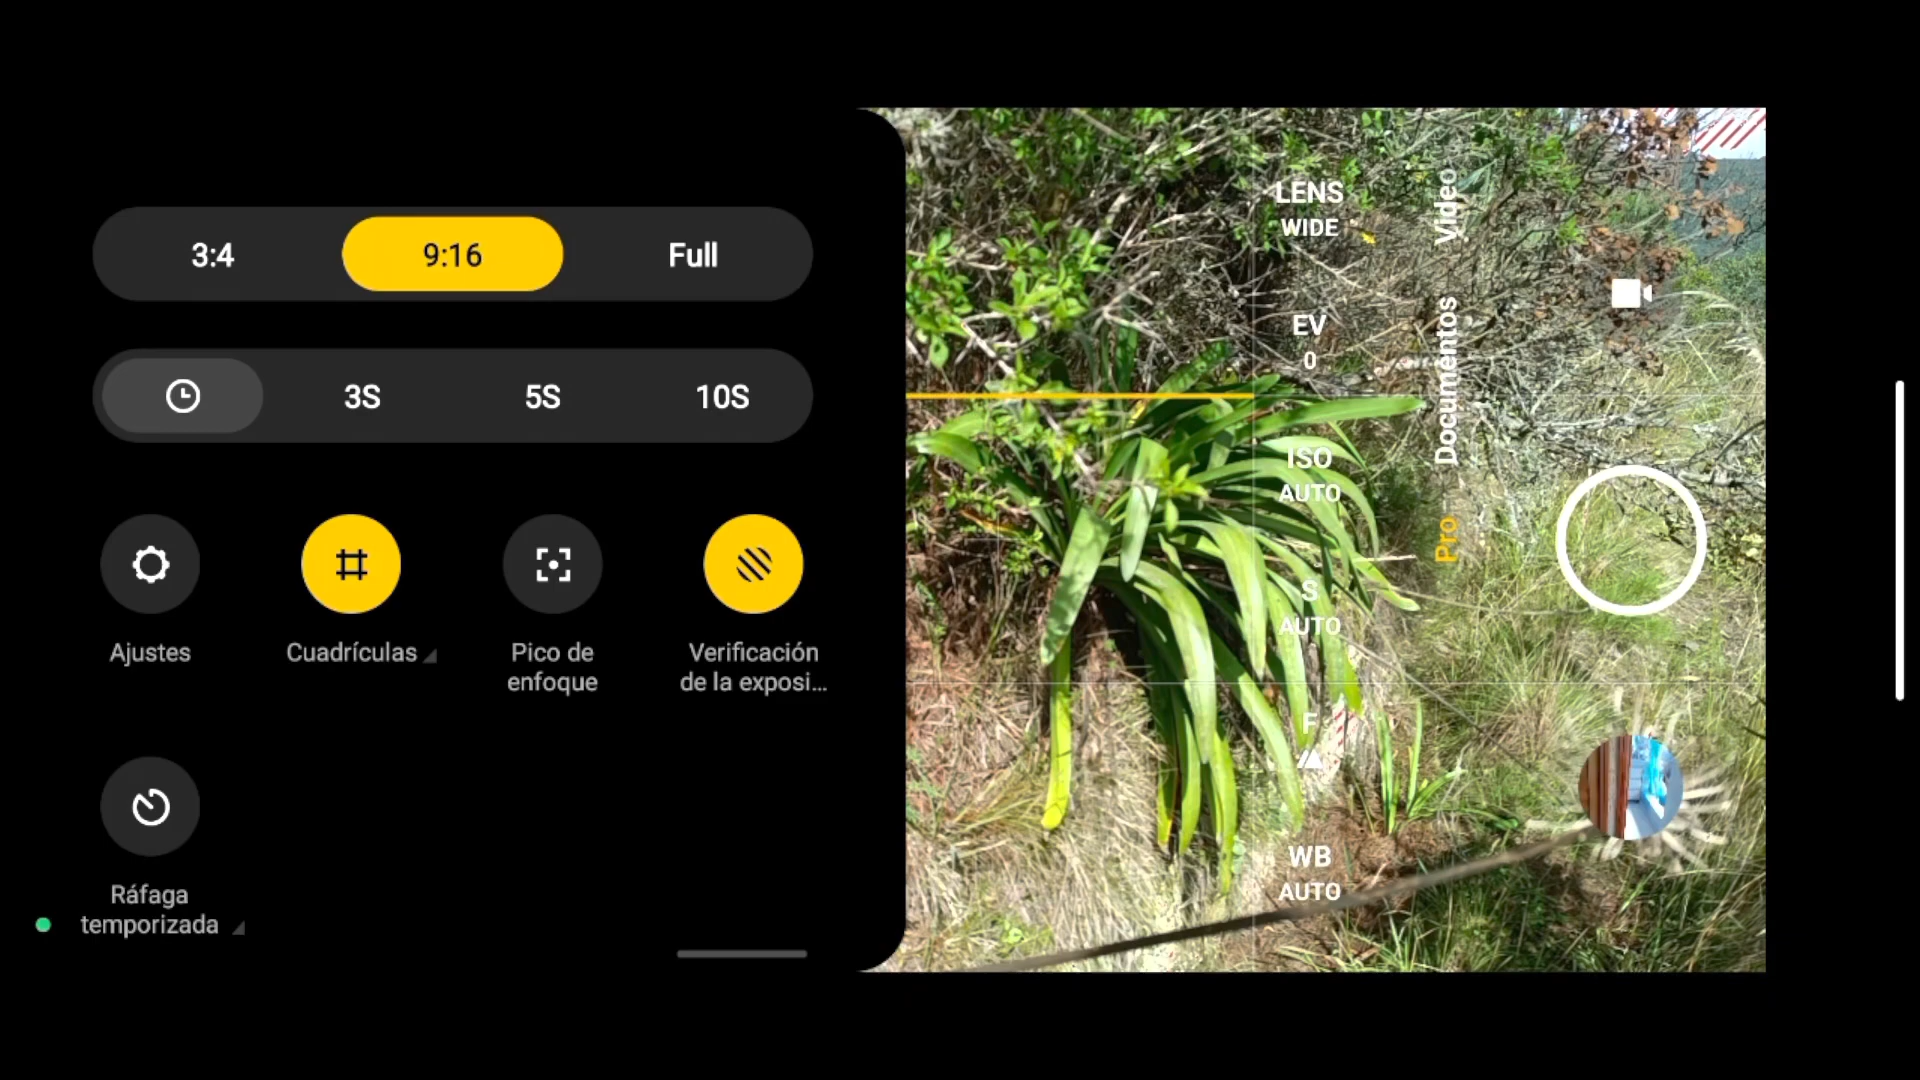 3:4
9:16
Full
3S
5S
10S
Ajustes
Cuadrículas
Pico de
enfoque
Verificación
de la exposi...
Ráfaga
temporizada
LENS
WIDE
EV
0
ISO
AUTO
S
AUTO
F
WB
AUTO
Video
Documentos
Pro